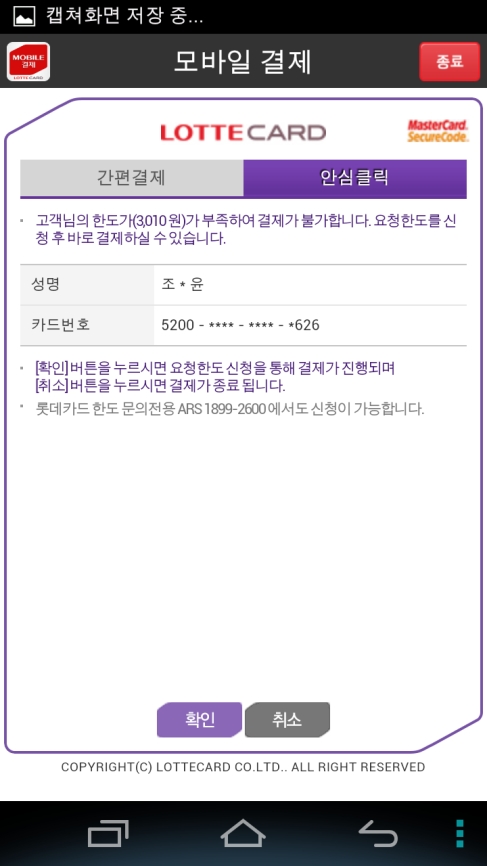 캡쳐화면 저장 중...
MOBILE
결제
LOTTECARD
모바일 결제
종료
LOTTECARD
MasterCard.
SecureCode.
간편결제
안심클릭
고객님의 한도가(3,010 원)가 부족하여 결제가 불가합니다. 요청한도를 신
청 후 바로 결제하실 수 있습니다.
성명
조 * 윤
카드번호
5200 - **** - **** - *626
[확인] 버튼을 누르시면 요청한도 신청을 통해 결제가 진행되며
[취소] 버튼을 누르시면 결제가 종료 됩니다.
롯데카드 한도 문의전용 ARS 1899-2600 에서도 신청이 가능합니다.
확인
취소
COPYRIGHT(C) LOTTECARD CO.LTD.. ALL RIGHT RESERVED